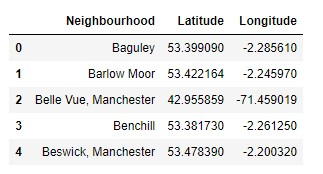 Neighbourhood Latitude Longitude
0 Baguley 53.399090 -2.285610
1 Barlow Moor 53.422164 -2.245970
2 Belle Vue, Manchester 42.955859 -71.459019
3 Benchill 53.381730 -2.261250
4 Beswick, Manchester 53.478390 -2.200320